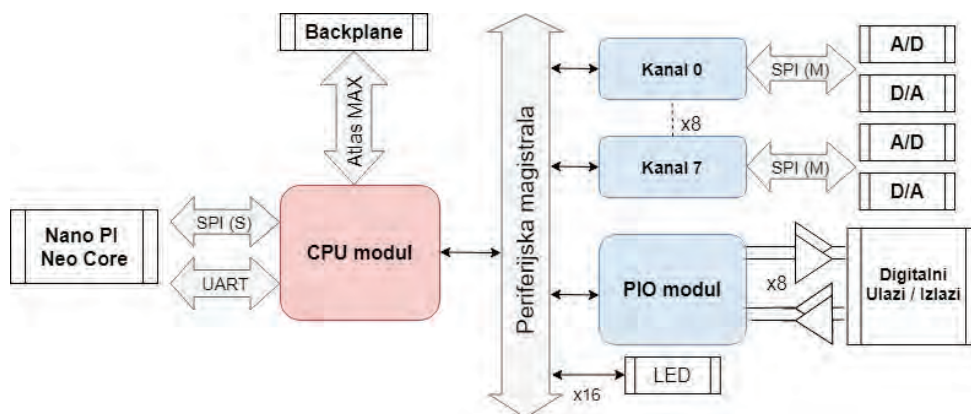 Backplane
Atlas MAX
Nano PI
Neo Core
SPI (S)
UART
CPU modul
Periferijska magistrala
Kanal 0
SPI (M)
A/D
D/A
x8
Kanal 7
SPI (M)
A/D
D/A
PIO modul
x8
Digitalni
Ulazi / Izlazi
x16
LED